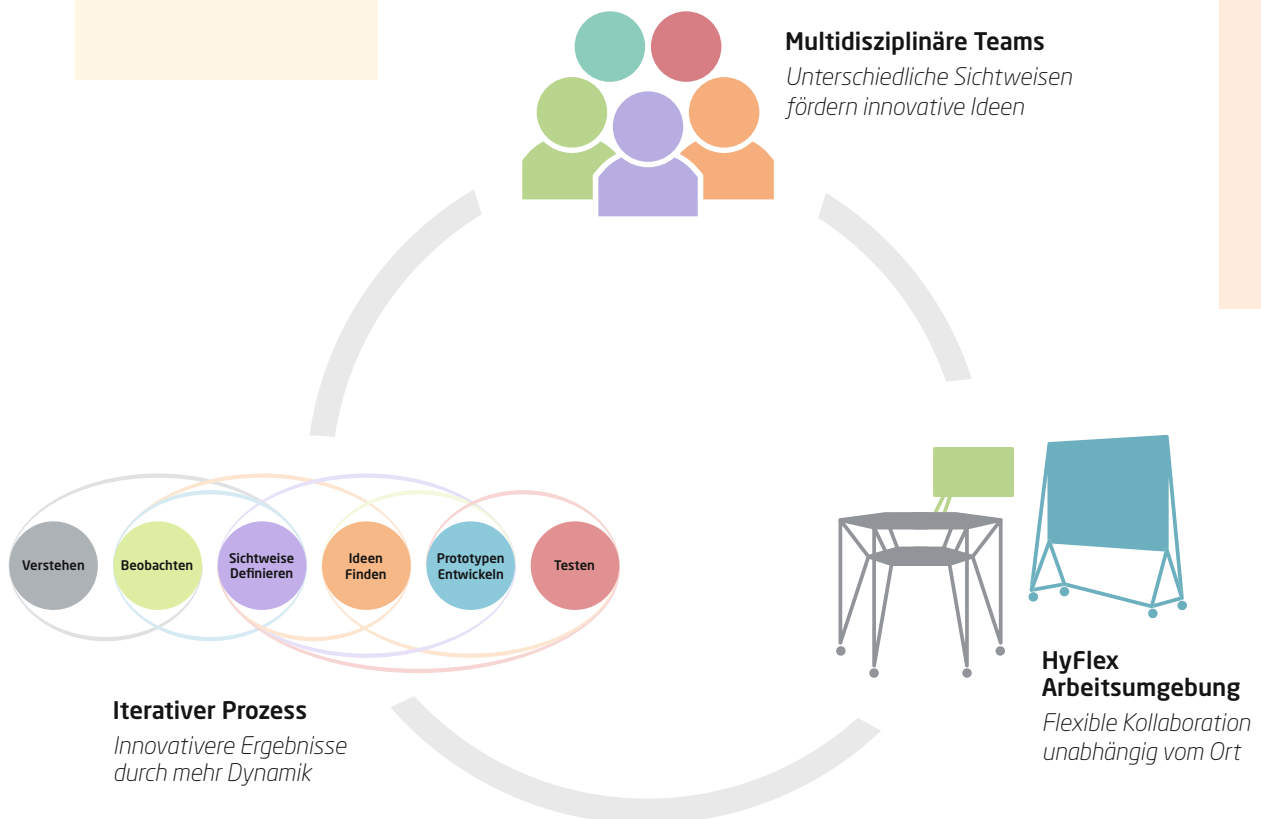 Multidisziplinäre Teams
Unterschiedliche Sichtweisen
fördern innovative Ideen
Verstehen
Beobachten
Sichtweise
Definieren
Ideen
Finden
Prototypen
Entwickeln
Testen
Iterativer Prozess
Innovativere Ergebnisse
durch mehr Dynamik
HyFlex
Arbeitsumgebung
Flexible Kollaboration
unabhängig vom Ort